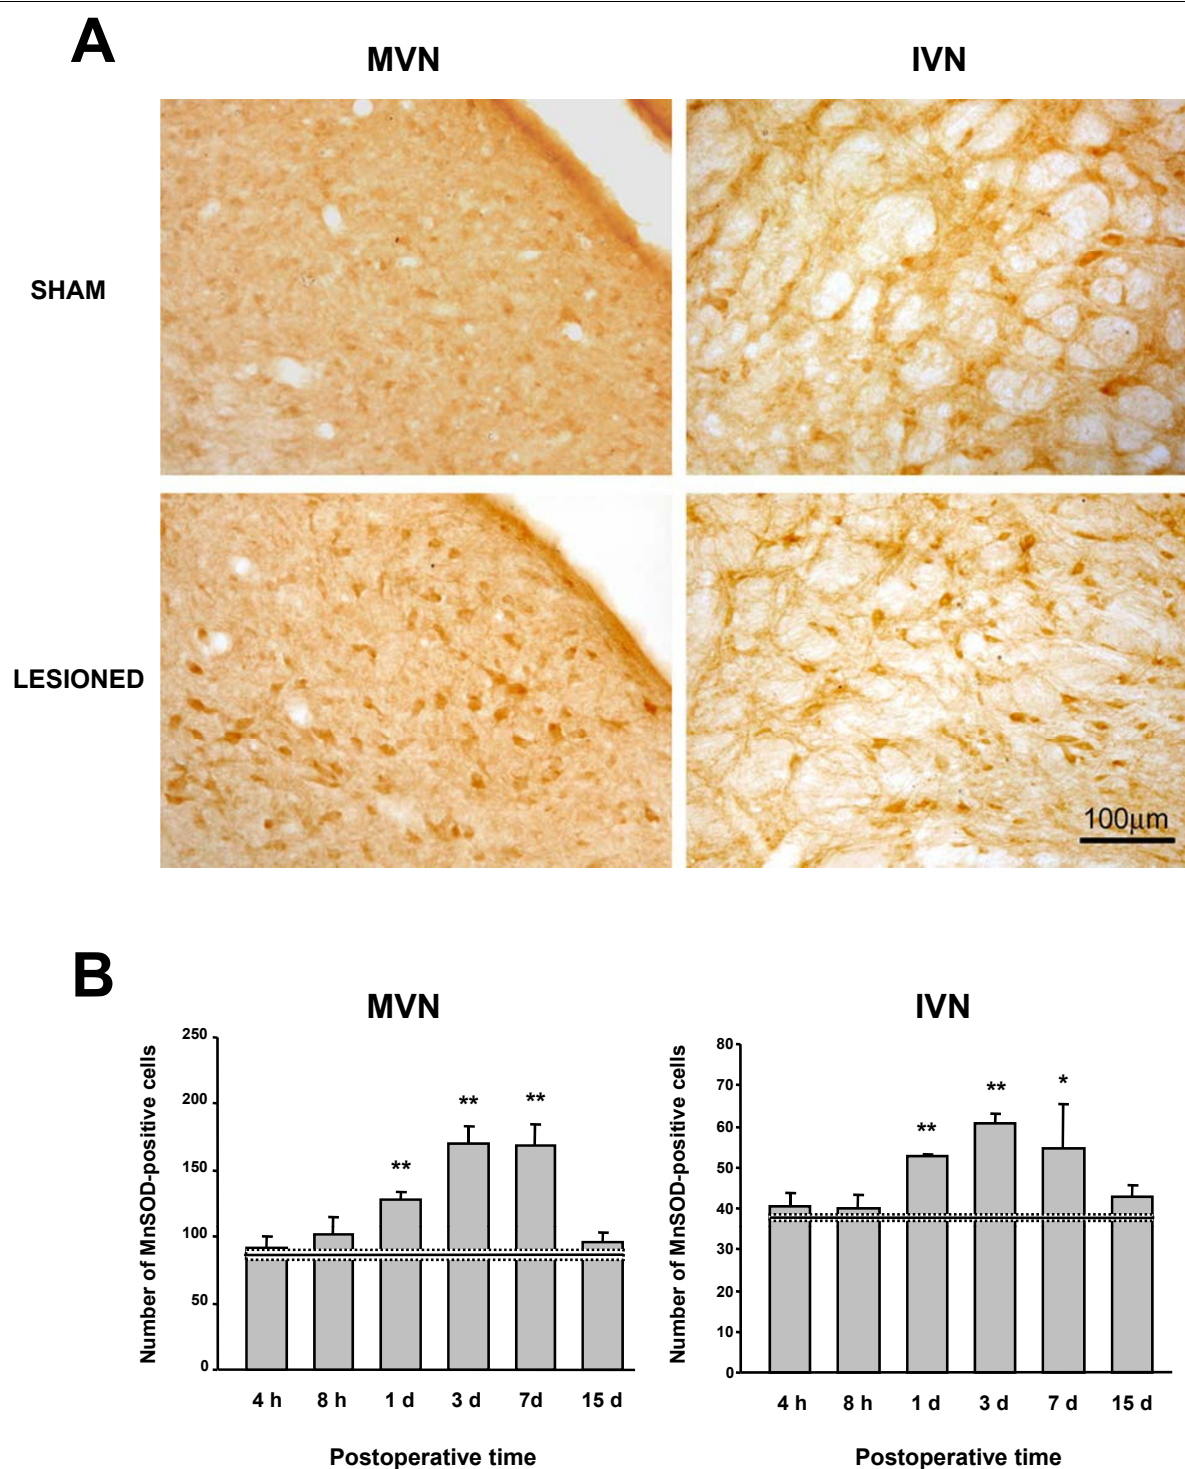 A
MVN
IVN
SHAM
LESIONED
100μm
B
MVN
IVN
Number of MnSOD-positive cells
250
200
150
100
50
0
**
**
**
4 h
8 h
1 d
3 d
7d
15 d
Postoperative time
Number of MnSOD-positive cells
80
70
60
50
40
30
20
10
0
**
**
*
4 h
8 h
1 d
3 d
7 d
15 d
Postoperative time